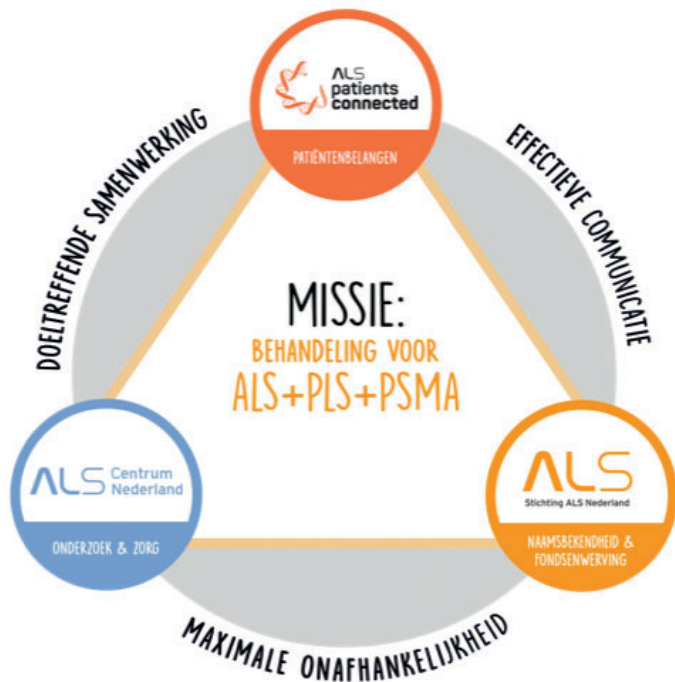 ALS
patients
connected
PATIËNTENBELANGEN
DOELTREFFENDE SAMENWERKING
EFFECTIEVE COMMUNICATIE
MISSIE:
BEHANDELING VOOR
ALS+PLS+PSMA
ALS Centrum
Nederland
ONDERZOEK & ZORG
ALS
Stichting ALS Nederland
NAAMSBEKENDHEID &
FONDSENWERVING
MAXIMALE ONAFHANKELIJKHEID